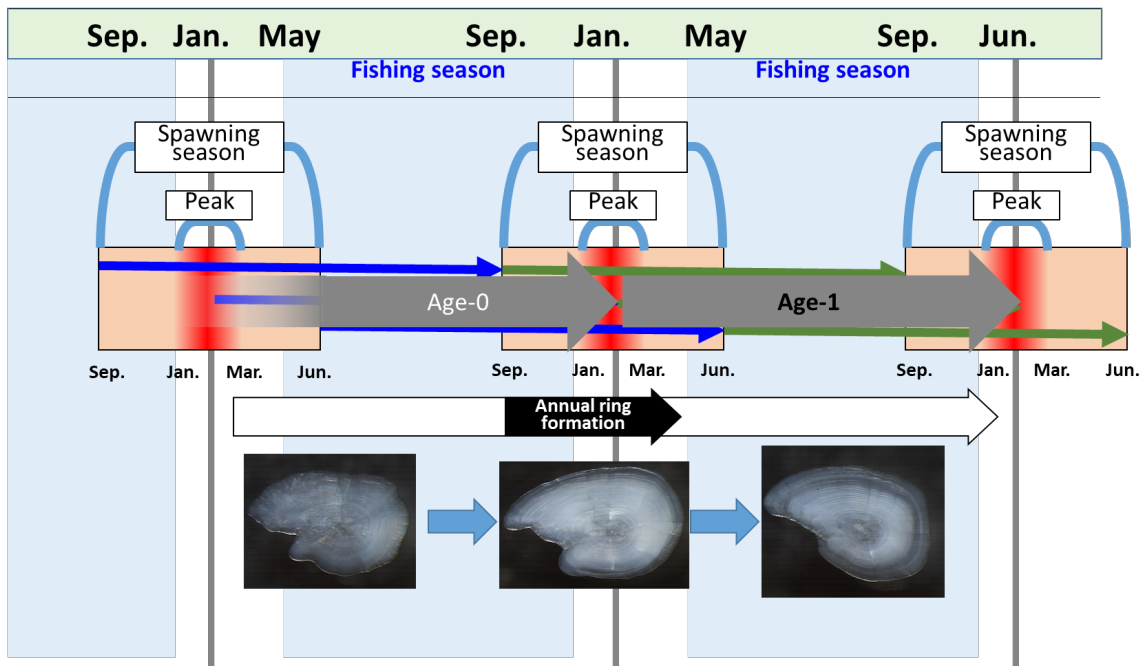 Sep. Jan. May Sep. Jan. May Sep. Jun.
Fishing season Fishing season
Spawning
season
Spawning
season
Spawning
season
Peak Peak Peak
Age-0 Age-1
Sep. Jan. Mar. Jun. Sep. Jan. Mar. Jun. Sep. Jan. Mar. Jun.
Annual ring
formation